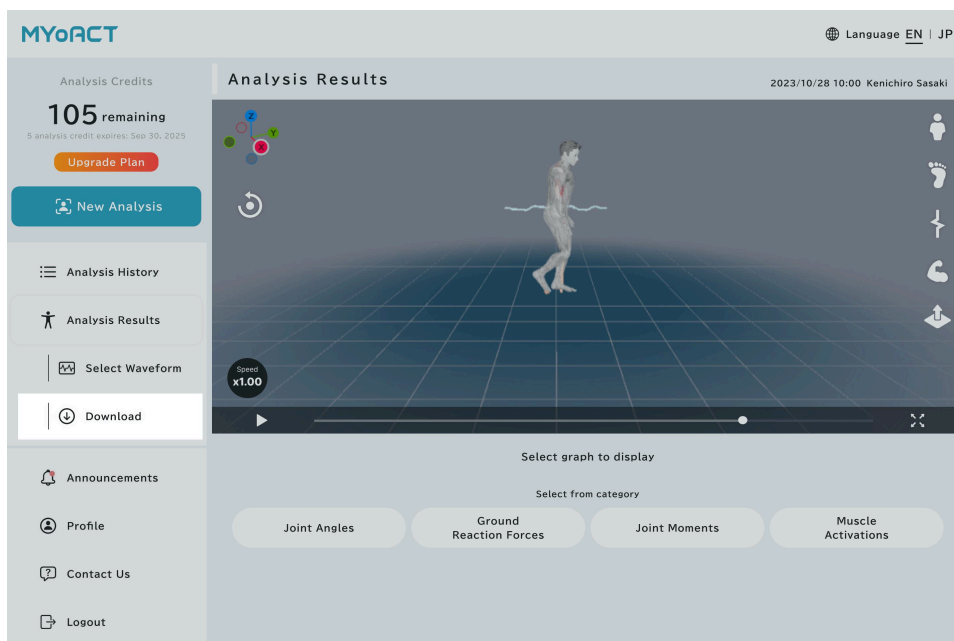 MYoACT
Language EN | JP
Analysis Credits
105 remaining
5 analysis credit expires: Sep 30, 2025
Upgrade Plan
New Analysis
Analysis History
Analysis Results
Select Waveform
Download
Announcements
Profile
Contact Us
Logout
Analysis Results
2023/10/28 10:00 Kenichiro Sasaki
Z
Y
X
Speed
x1.00
Select graph to display
Select from category
Joint Angles
Ground
Reaction Forces
Joint Moments
Muscle
Activations